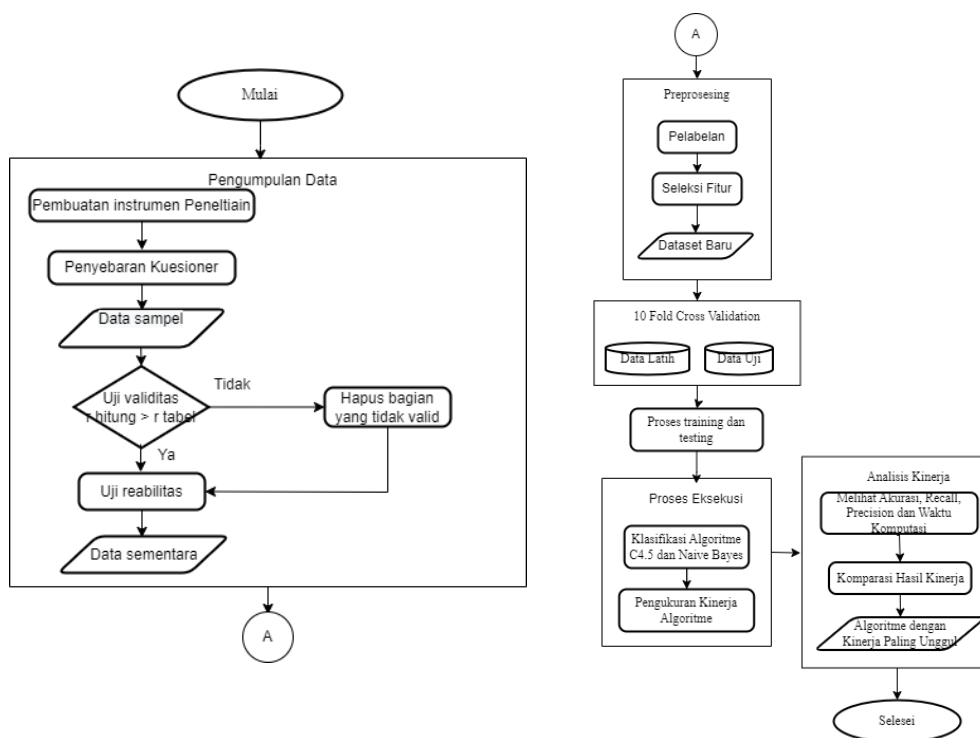 Mulai
Pengumpulan Data
Pembuatan instrumen Peneltiain
Penyebaran Kuesioner
Data sampel
Uji validitas
r hitung > r tabel
Tidak
Hapus bagian
yang tidak valid
Ya
Uji reabilitas
Data sementara
A
A
Preprosesing
Pelabelan
Seleksi Fitur
Dataset Baru
10 Fold Cross Validation
Data Latih
Data Uji
Proses training dan
testing
Proses Eksekusi
Klasifikasi Algoritme
C4.5 dan Naive Bayes
Pengukuran Kinerja
Algoritme
Analisis Kinerja
Melihat Akurasi, Recall,
Precision dan Waktu
Komputasi
Komparasi Hasil Kinerja
Algoritme dengan
Kinerja Paling Unggul
Selesei